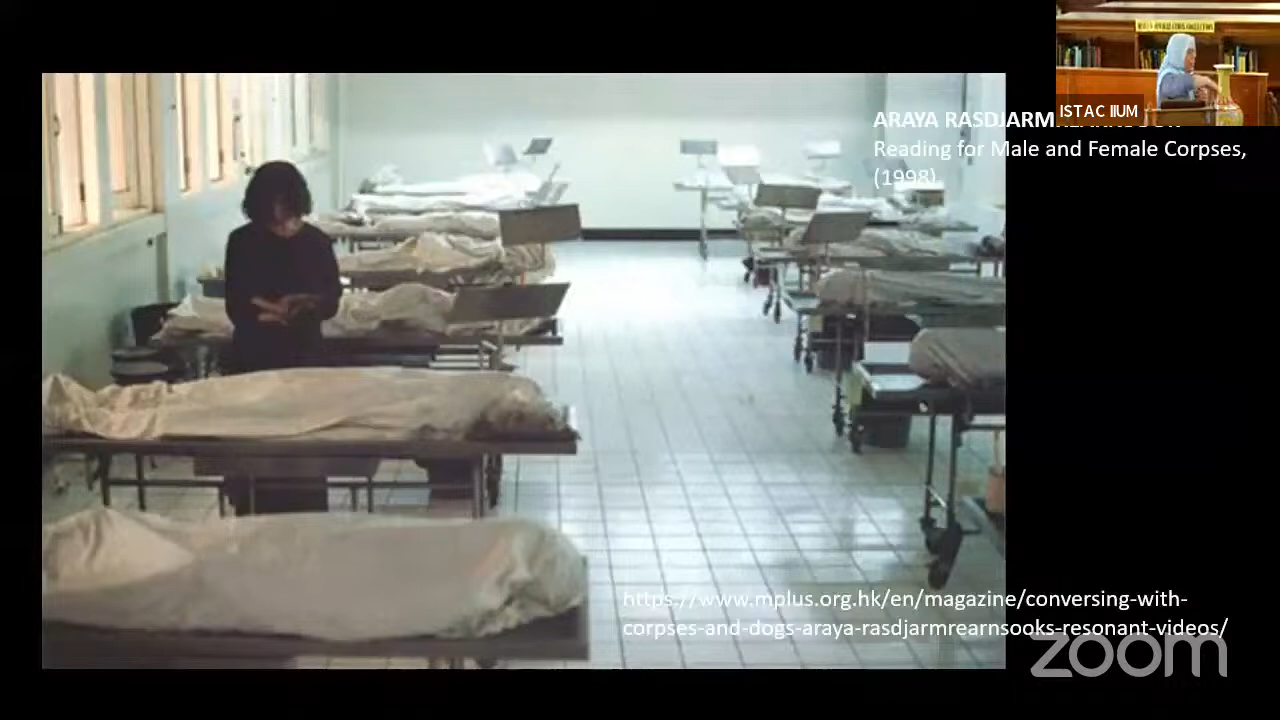 ISTAC IIUM
ARAYA
Reading for Male and Female Corpses,
(1998)
https://www.mplus.org.hk/en/magazine/conversing-with-
corpses-and-dogs-araya-rasdjarmrearnsooks-resonant-videos/
zoom